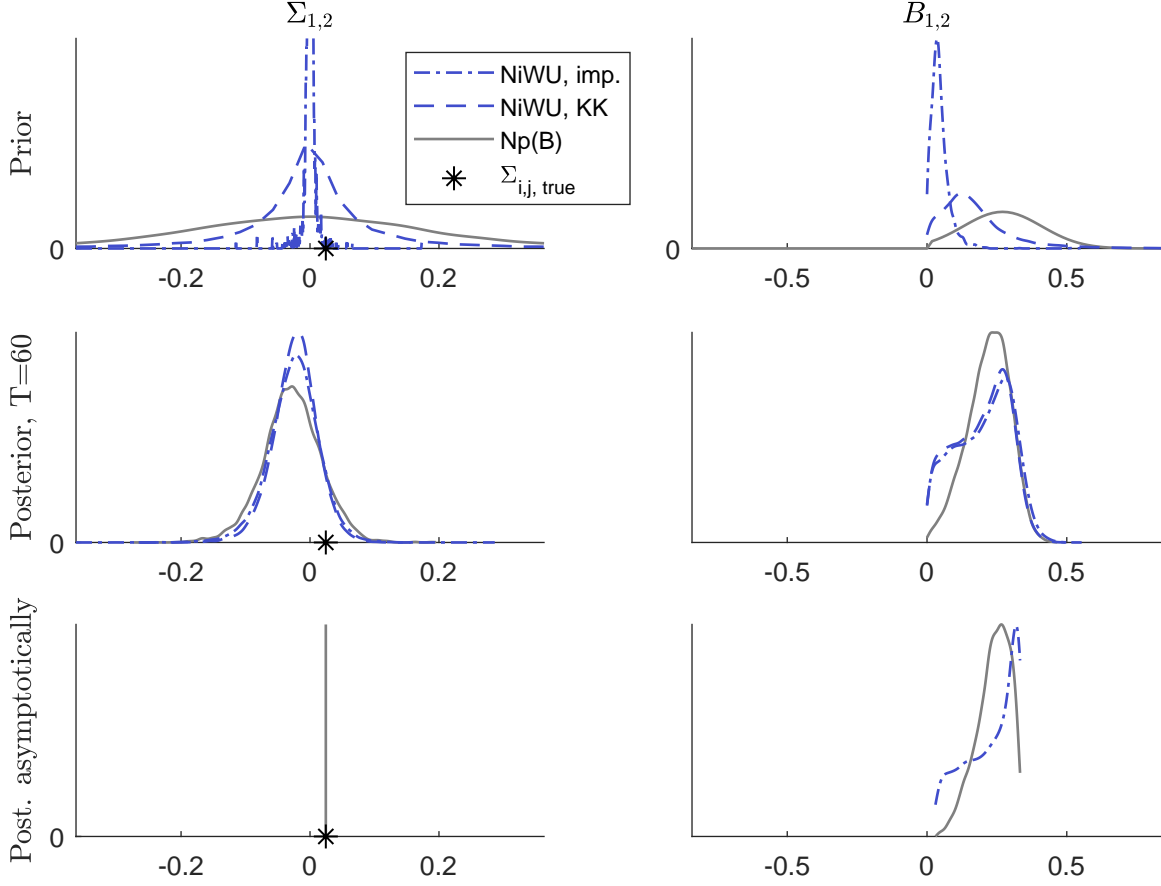 Σ1,2
B1,2
Prior
NiWU, imp.
NiWU, KK
Np(B)
Σi,j, true
0
-0.2
0
0.2
0
-0.5
0
0.5
Posterior, T=60
0
-0.2
0
0.2
-0.5
0
0.5
Post. asymptotically
0
-0.2
0
0.2
-0.5
0
0.5